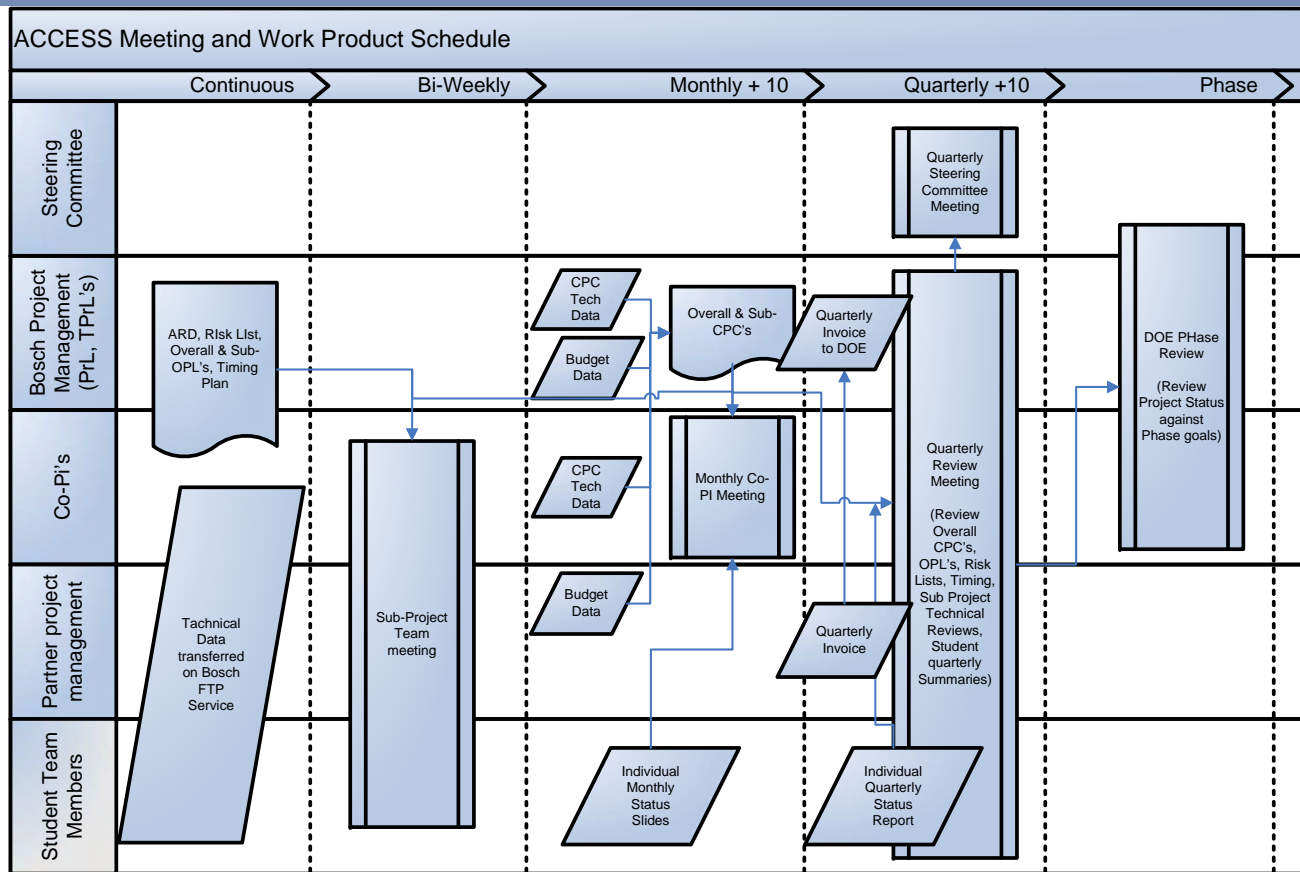 ACCESS Meeting and Work Product Schedule
Continuous
Bi-Weekly
Monthly + 10
Quarterly +10
Phase
Steering
Committee
Bosch Project
Management
(PrL, TPrL's)
Co-Pi's
Partner project
management
Student Team
Members
ARD, RIsk LIst,
Overall & Sub-
OPL's, Timing
Plan
Tachnical
Data
transferred
on Bosch
FTP
Service
Sub-Project
Team
meeting
CPC
Tech
Data
Budget
Data
Overall & Sub-
CPC's
CPC
Tech
Data
Monthly Co-
PI Meeting
Budget
Data
Individual
Monthly
Status
Slides
Quarterly
Steering
Committee
Meeting
Quarterly
Invoice
to DOE
Quarterly
Review
Meeting
(Review
Overall
CPC's,
OPL's, Risk
Lists, Timing,
Sub Project
Technical
Reviews,
Student
quarterly
Summaries)
Quarterly
Invoice
Individual
Quarterly
Status
Report
DOE PHase
Review
(Review
Project Status
against
Phase goals)